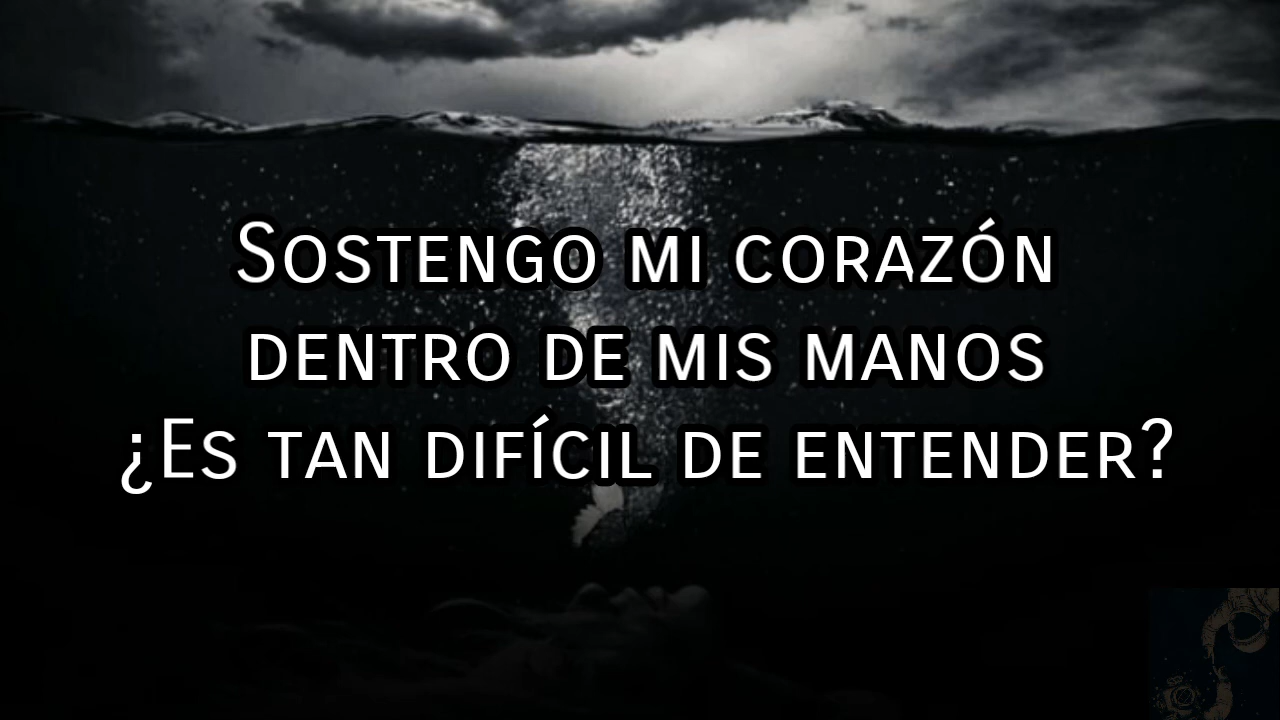 Sostengo mi corazón
dentro de mis manos
¿Es tan difícil de entender?